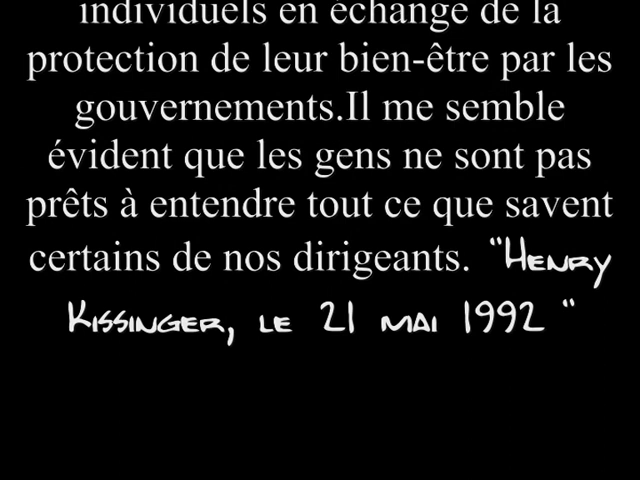 individuels en échange de la
protection de leur bien-être par les
gouvernements.Il me semble
évident que les gens ne sont pas
prêts à entendre tout ce que savent
certains de nos dirigeants. "Henry
Kissinger, le 21 mai 1992 "